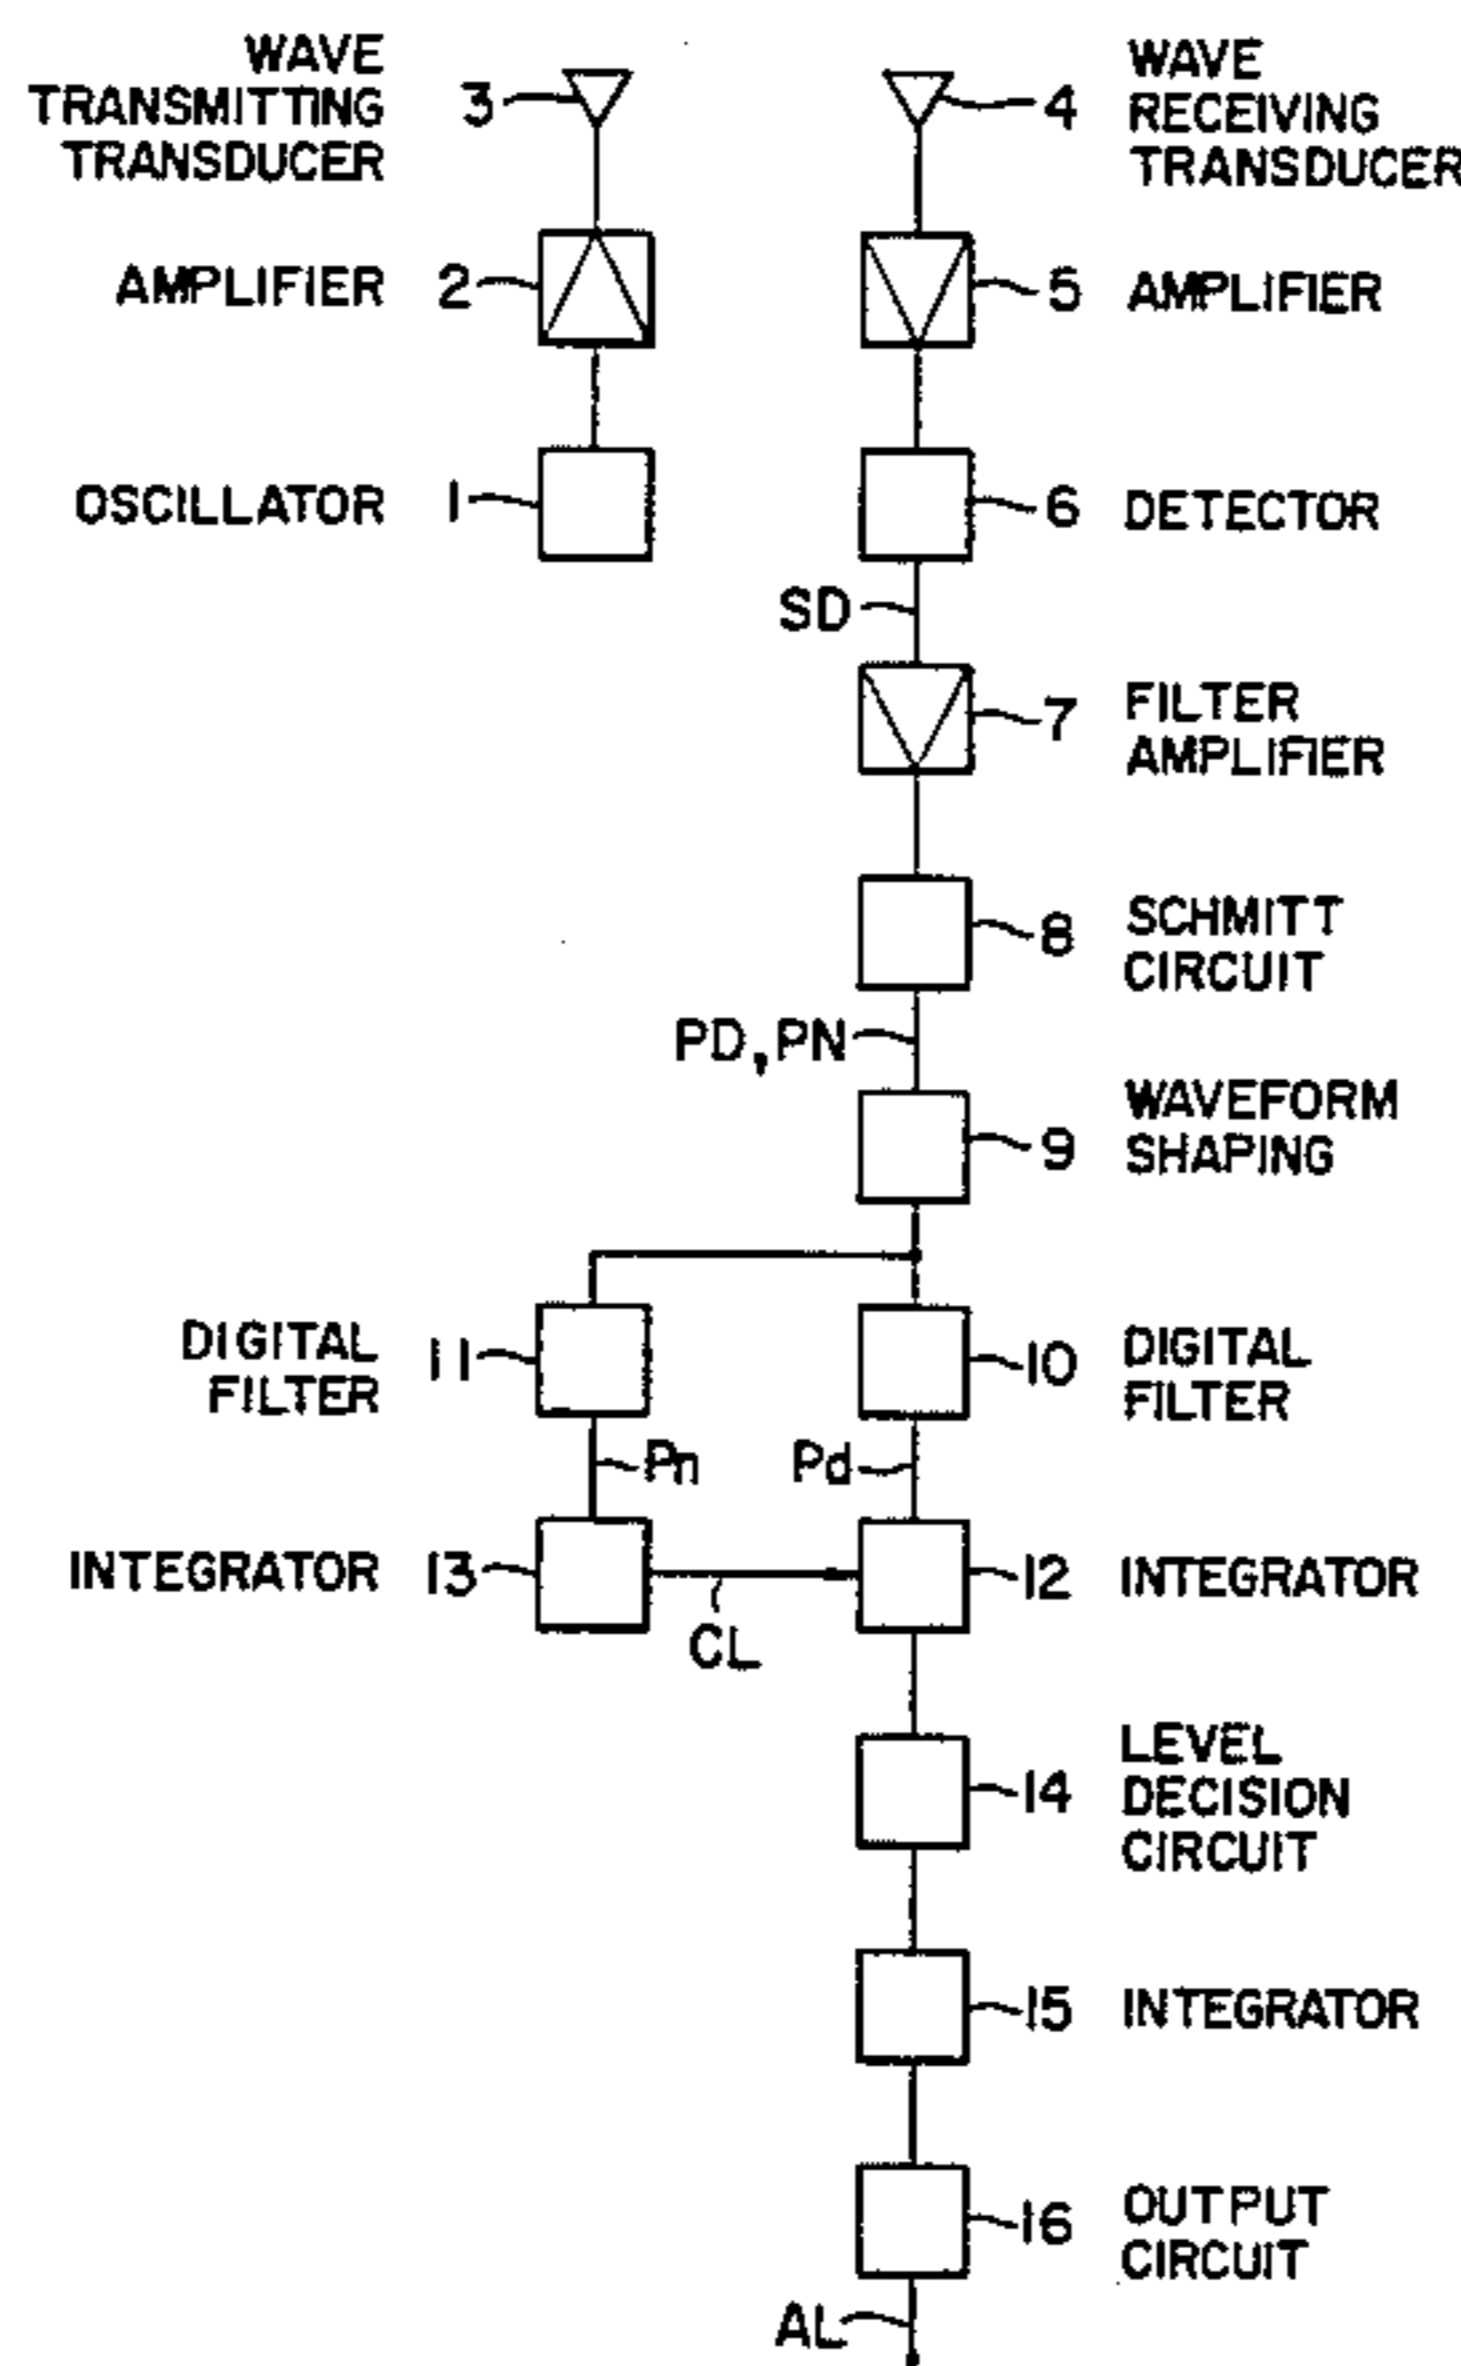 WAVE
TRANSMITTING
TRANSDUCER
3
4
WAVE
RECEIVING
TRANSDUCER
AMPLIFIER 2
5 AMPLIFIER
OSCILLATOR 1
6 DETECTOR
SD
7 FILTER
AMPLIFIER
8 SCHMITT
CIRCUIT
PD,PN
9 WAVEFORM
SHAPING
DIGITAL
FILTER
11
10
DIGITAL
FILTER
Pn
Pd
INTEGRATOR 13
12 INTEGRATOR
CL
14 LEVEL
DECISION
CIRCUIT
15 INTEGRATOR
16 OUTPUT
CIRCUIT
AL